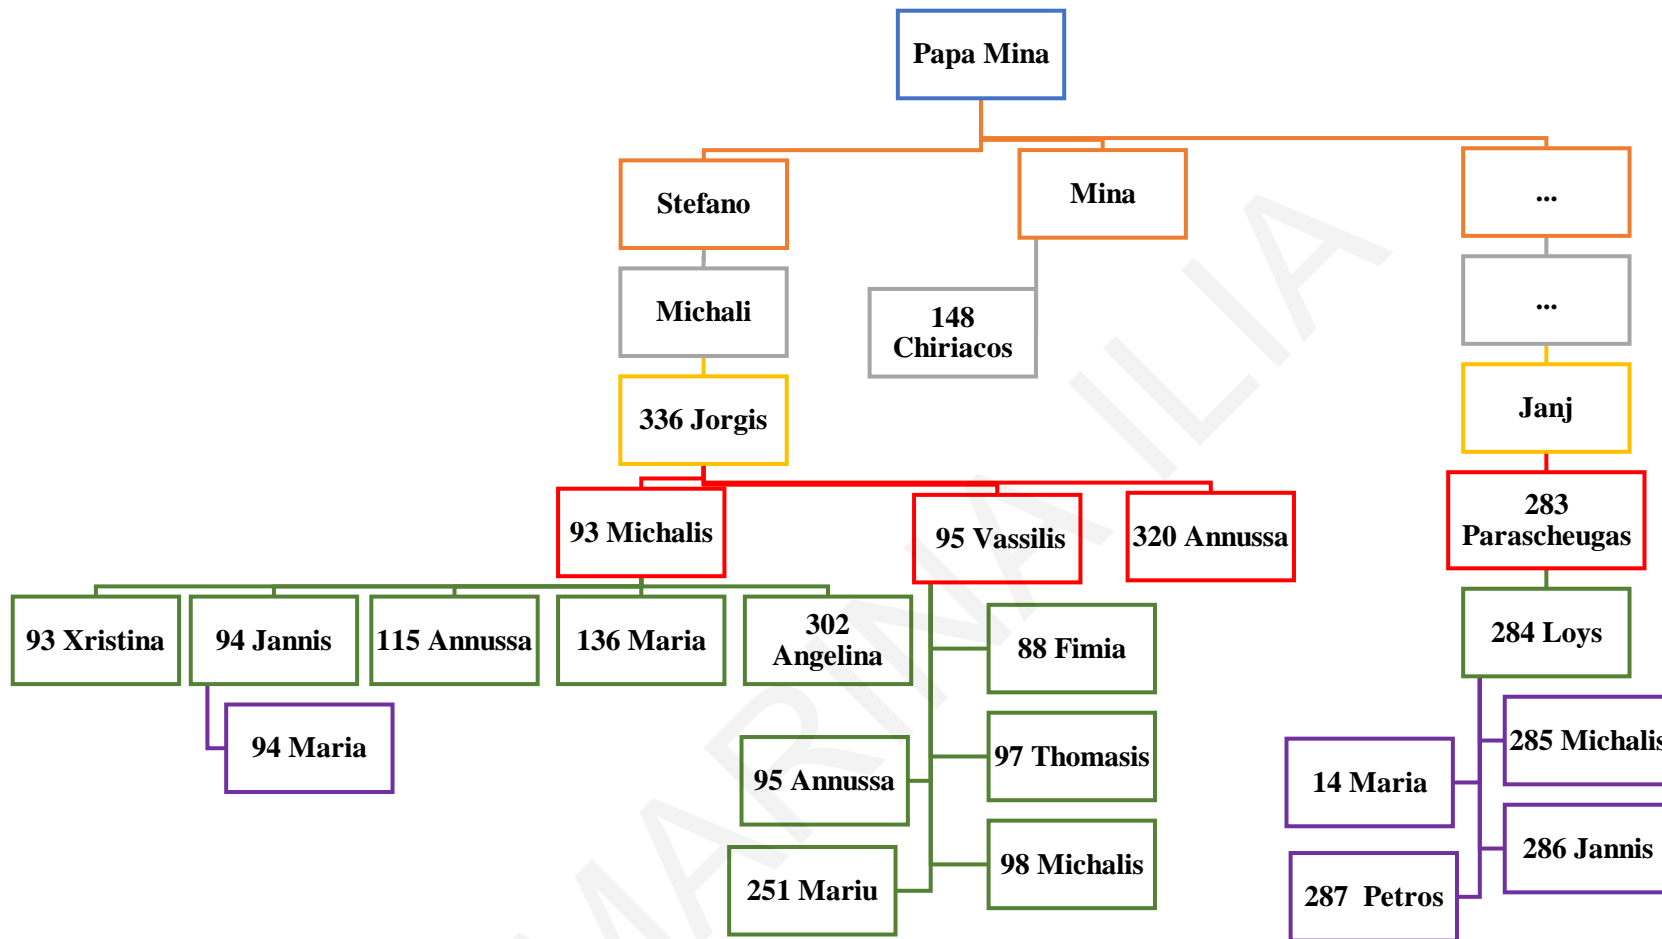 Papa Mina
Stefano
Mina
...
Michali
148
Chiriacos
...
336 Jorgis
Janj
93 Michalis
95 Vassilis
320 Annussa
283
Parascheugas
93 Xristina
94 Jannis
115 Annussa
136 Maria
302
Angelina
88 Fimia
284 Loys
94 Maria
95 Annussa
97 Thomasis
14 Maria
285 Michalis
251 Mariu
98 Michalis
287 Petros
286 Jannis
MARINA ILIA